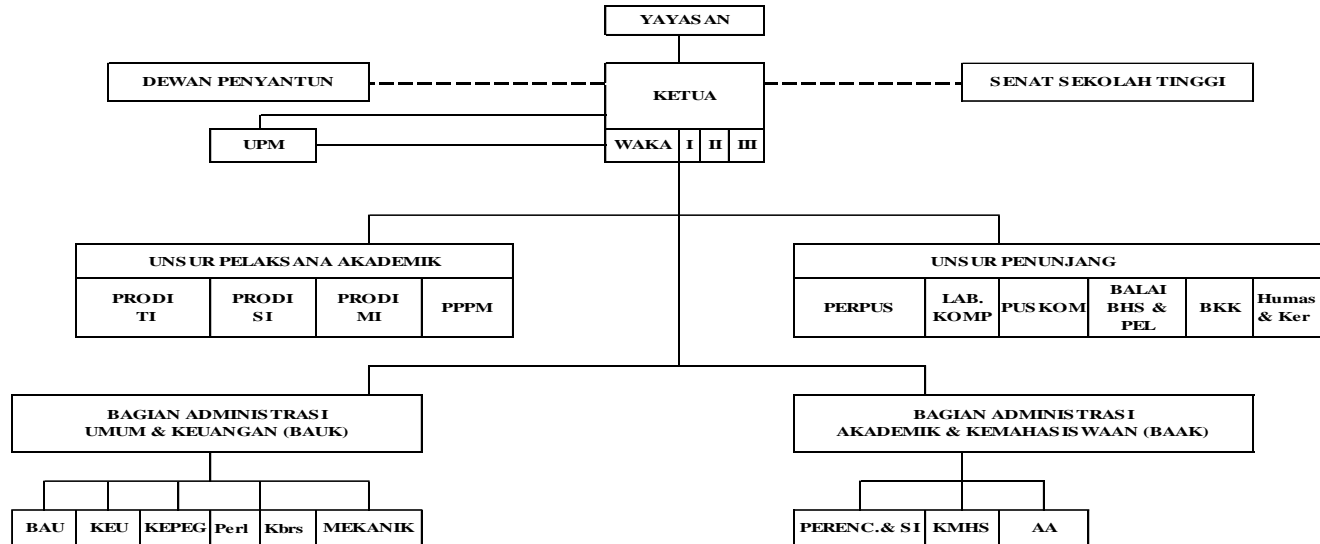 YAYASAN
DEWAN PENYANTUN
KETUA
SENAT SEKOLAH TINGGI
UPM
WAKA I II III
UNSUR PELAKSANA AKADEMIK
PRODI
TI
PRODI
SI
PRODI
MI
PPPM
UNSUR PENUNJANG
PERPUS
LAB.
KOMP
PUSKOM
BALAI
BHS &
PEL
BKK
Humas
& Ker
BAGIAN ADMINISTRASI
UMUM & KEUANGAN (BAUK)
BAGIAN ADMINISTRASI
AKADEMIK & KEMAHASISWAAN (BAAK)
BAU KEU KEPEG Perl Kbrs MEKANIK
PERENC.& SI KMHS AA